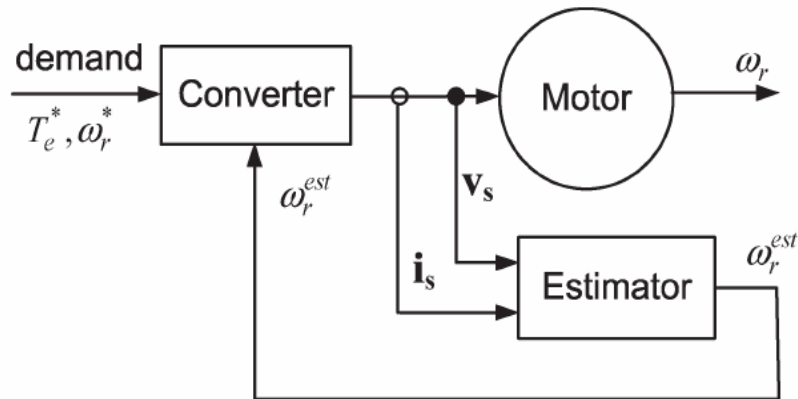 demand
T_e^*, ω_r^*
Converter
Motor
ω_r
ω_r^{est}
v_s
i_s
Estimator
ω_r^{est}